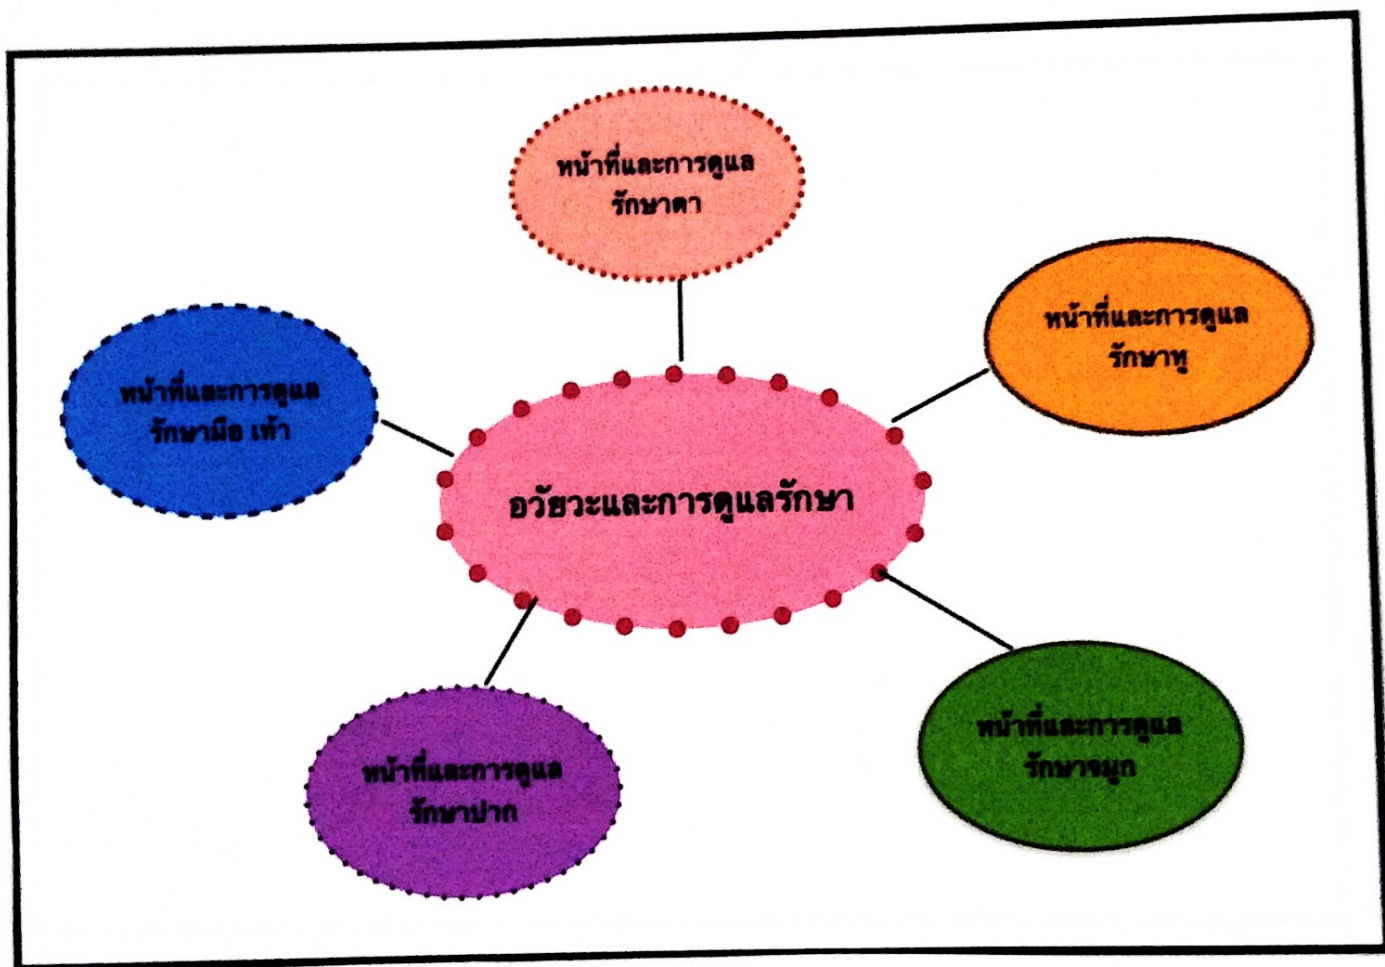 หน้าที่และการดูแล
รักษาตา
หน้าที่และการดูแล
รักษาหู
หน้าที่และการดูแล
รักษามือ เท้า
อวัยวะและการดูแลรักษา
หน้าที่และการดูแล
รักษาจมูก
หน้าที่และการดูแล
รักษาปาก